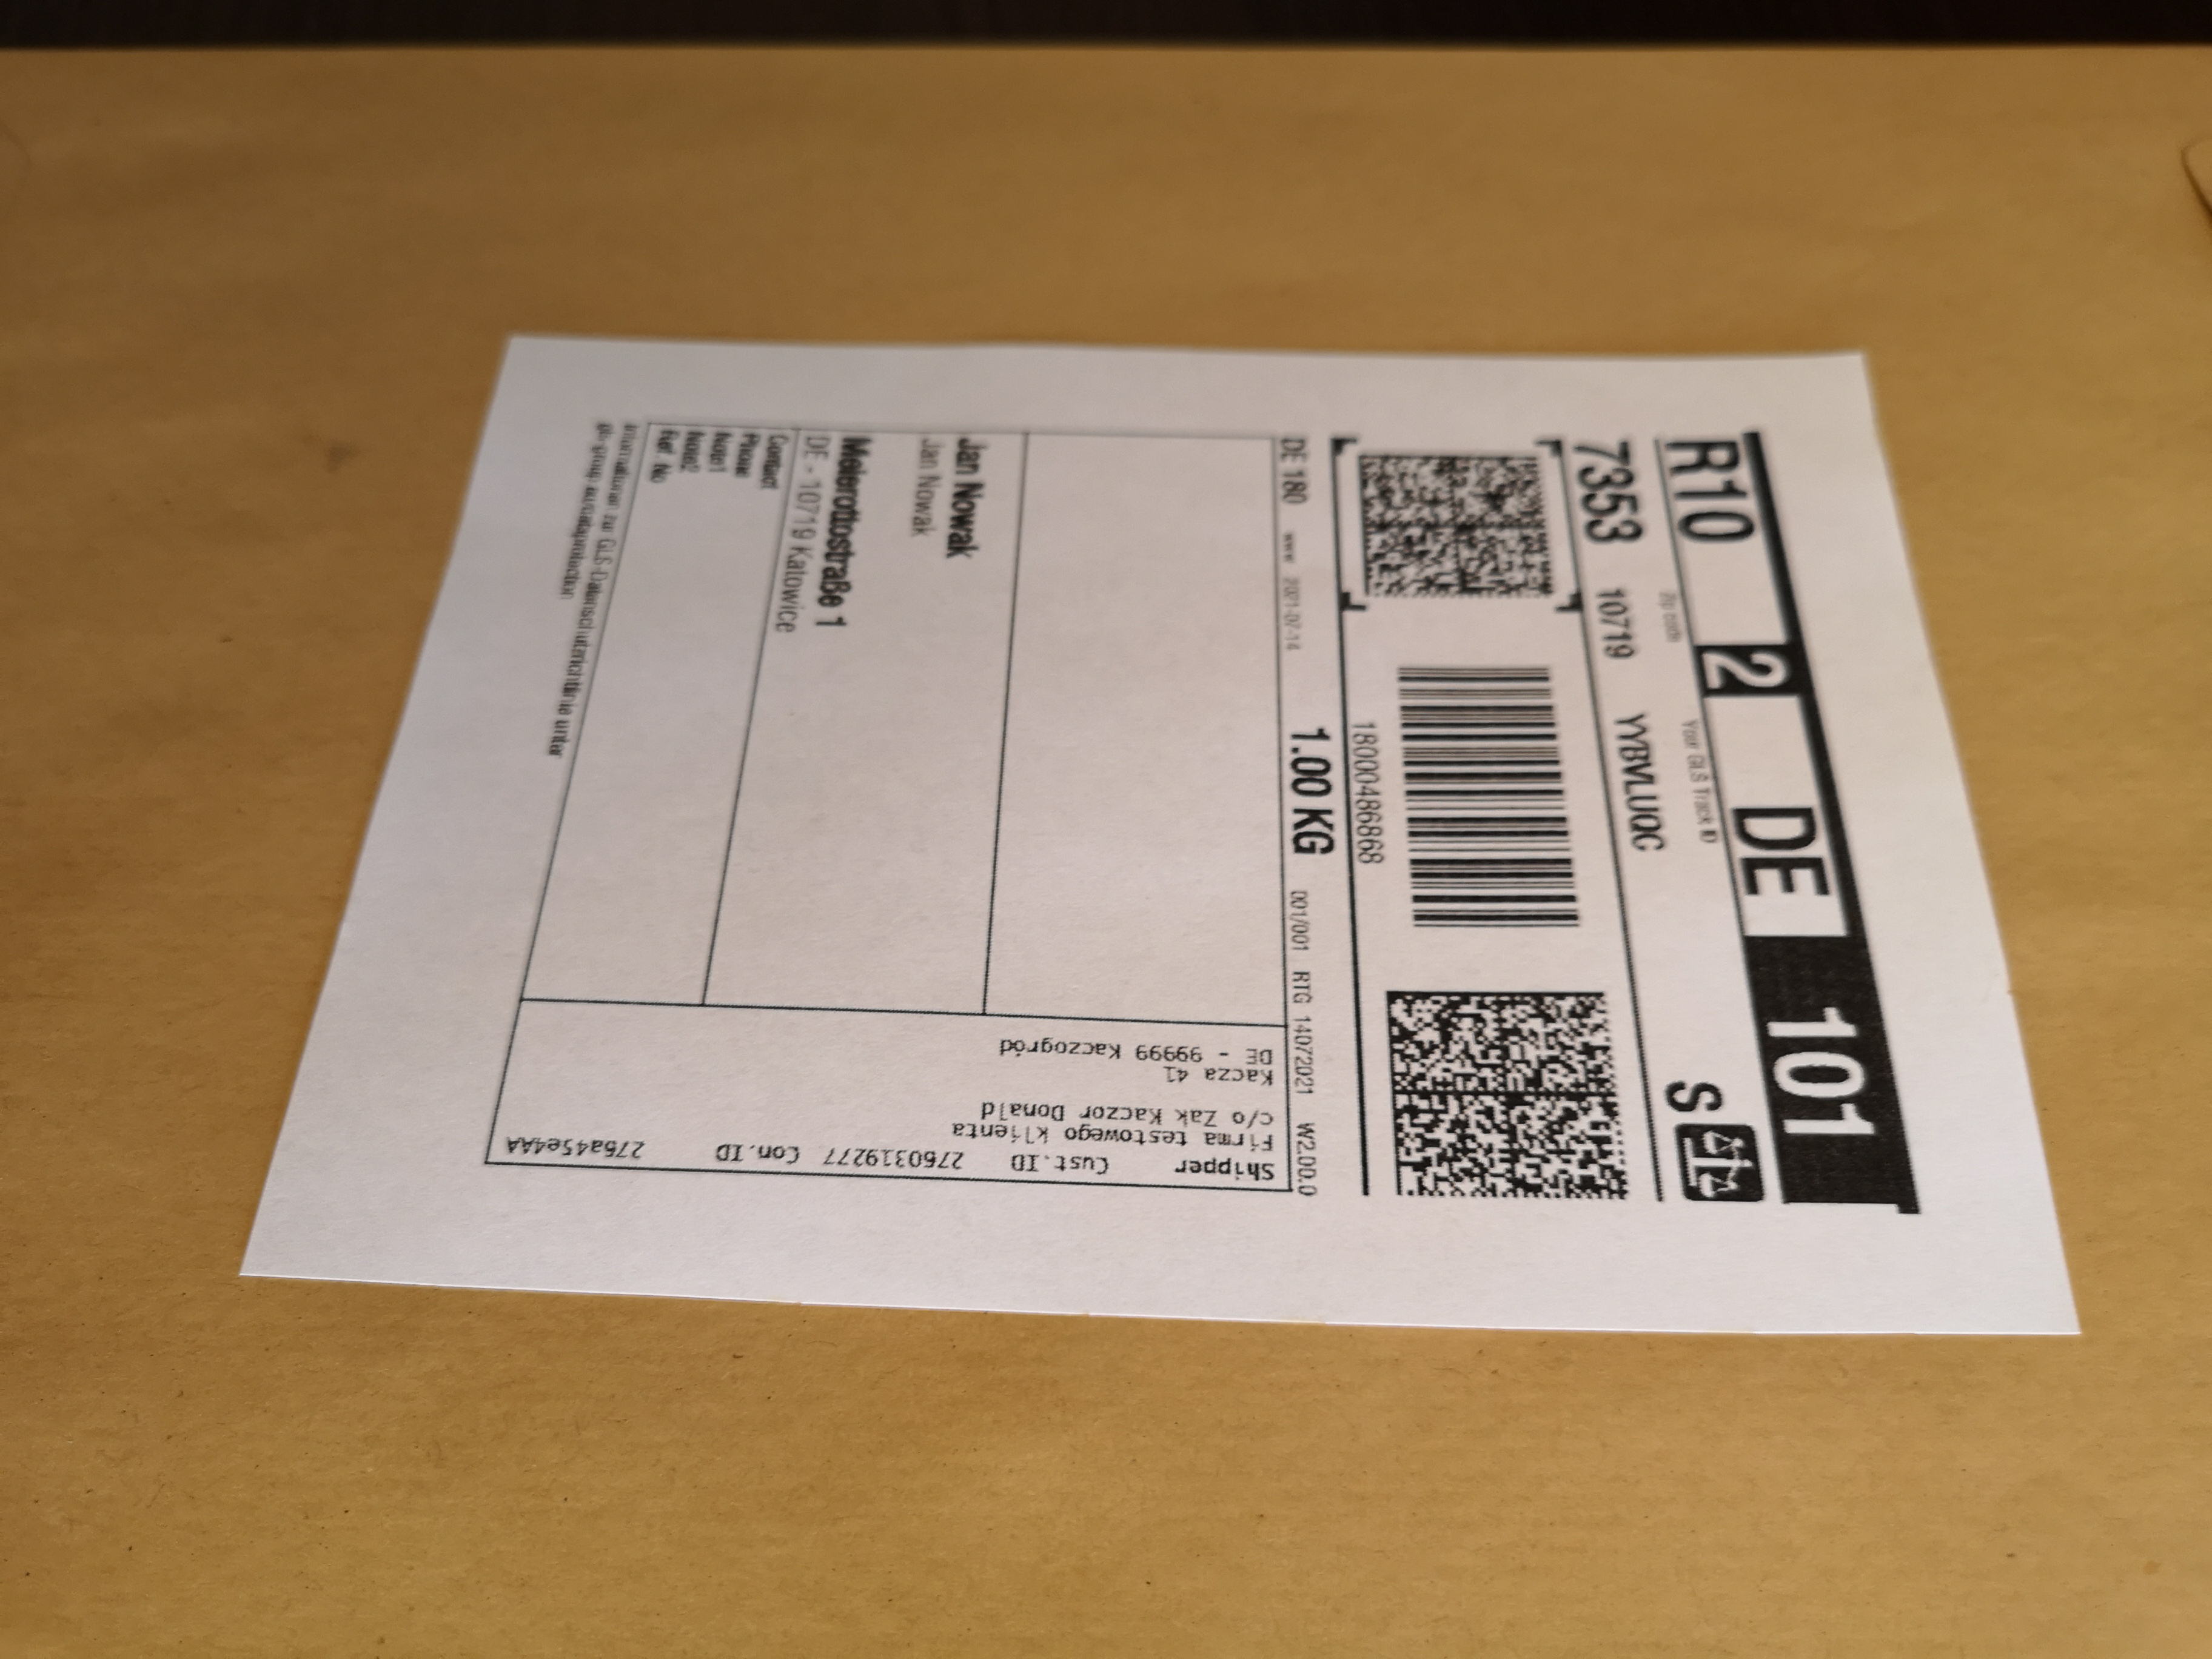 R10 2 DE 101
Zip code Your GLS Track ID
7353 10719 YYBVLUQC S
18000486868
DE 180 www 2021-07-14 1.00 KG 001/001 RTG 14072021 W2.00.0
Shipper Cust.ID 2760319277 Con.ID 276a45e4AA
Firma testowego klienta
c/o Zak Kaczor Donald
Kacza 41
DE - 99999 Kaczogród
Jan Nowak
Jan Nowak
Meierottostraße 1
DE - 10719 Katowice
Contact
Phone
Note1
Note2
Ref. No
Informationen zur GLS-Datenschutzrichtlinie unter
gls-group.eu/dataprotection